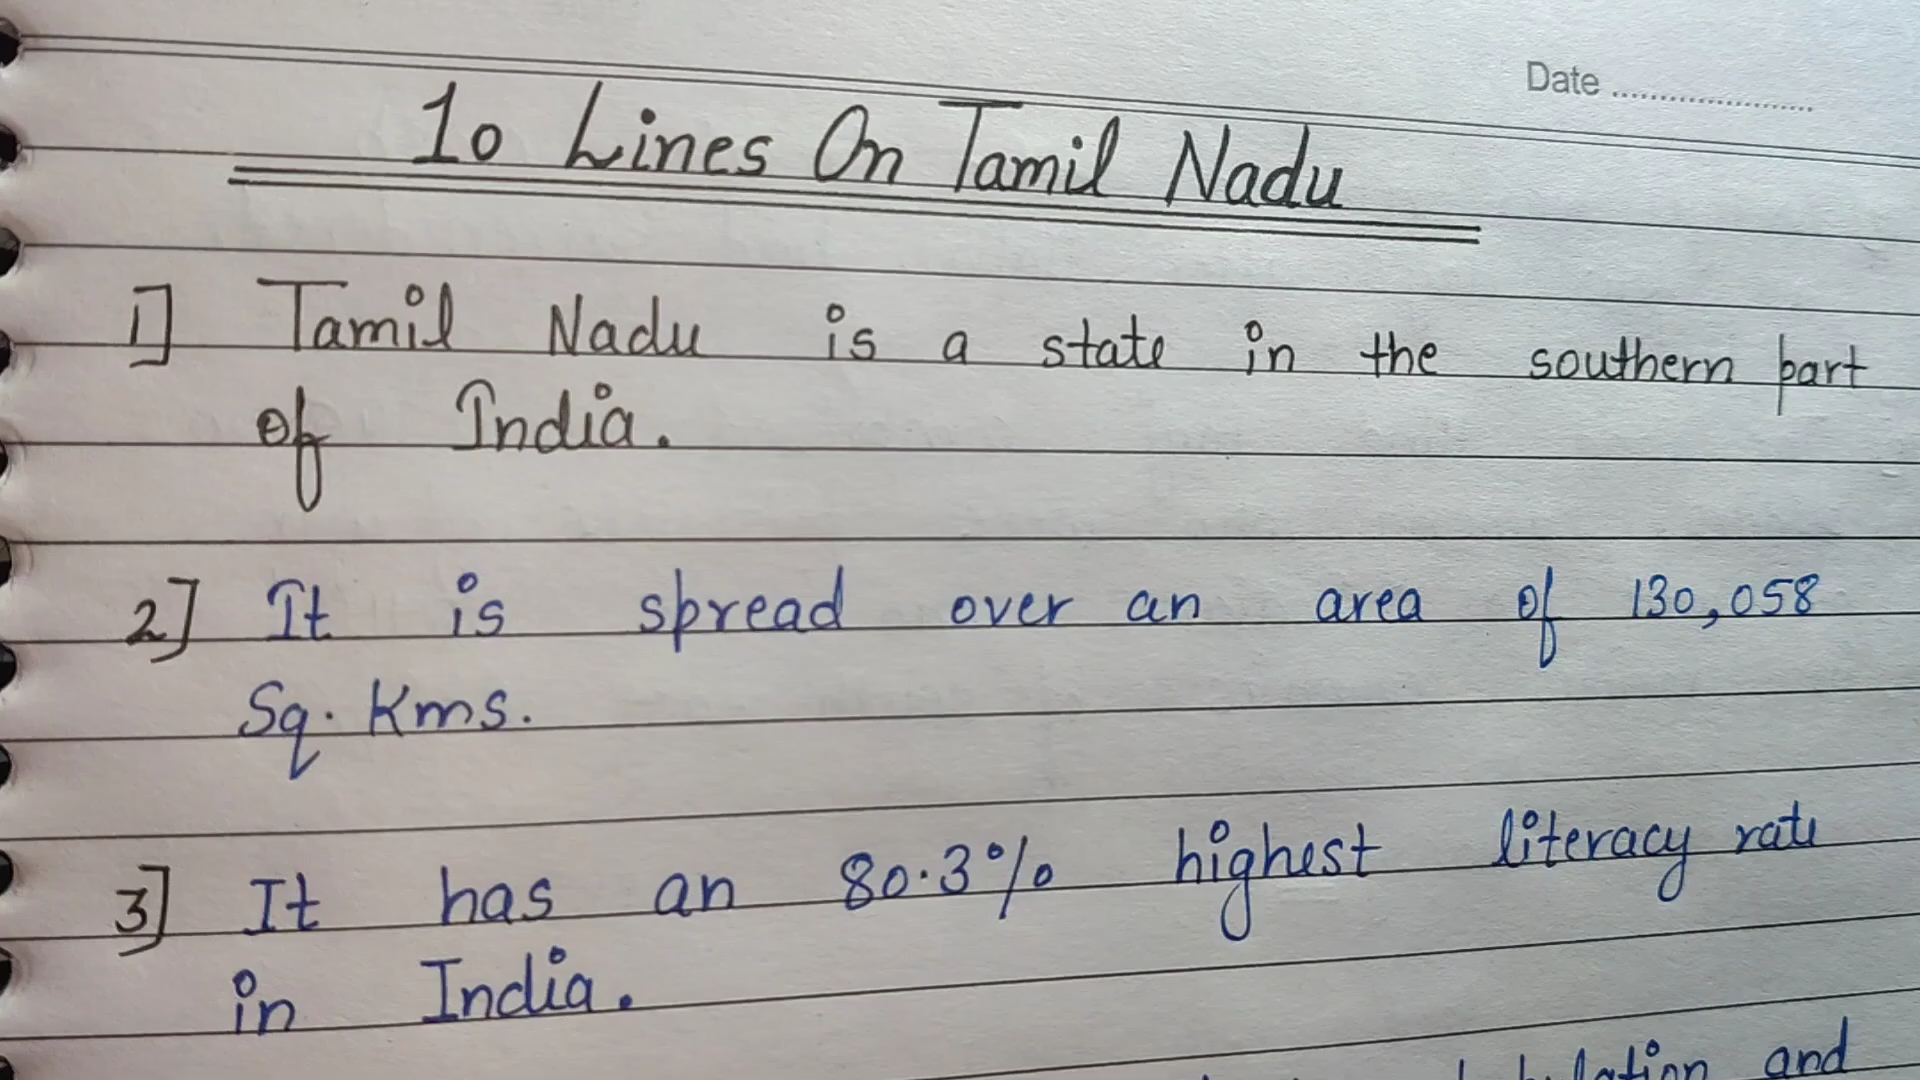 Date ......................
10 Lines On Tamil Nadu
1] Tamil Nadu is a state in the southern part
of India.
2] It is spread over an area of 130,058
Sq. Kms.
3] It has an 80.3% highest literacy rate
in India.
and